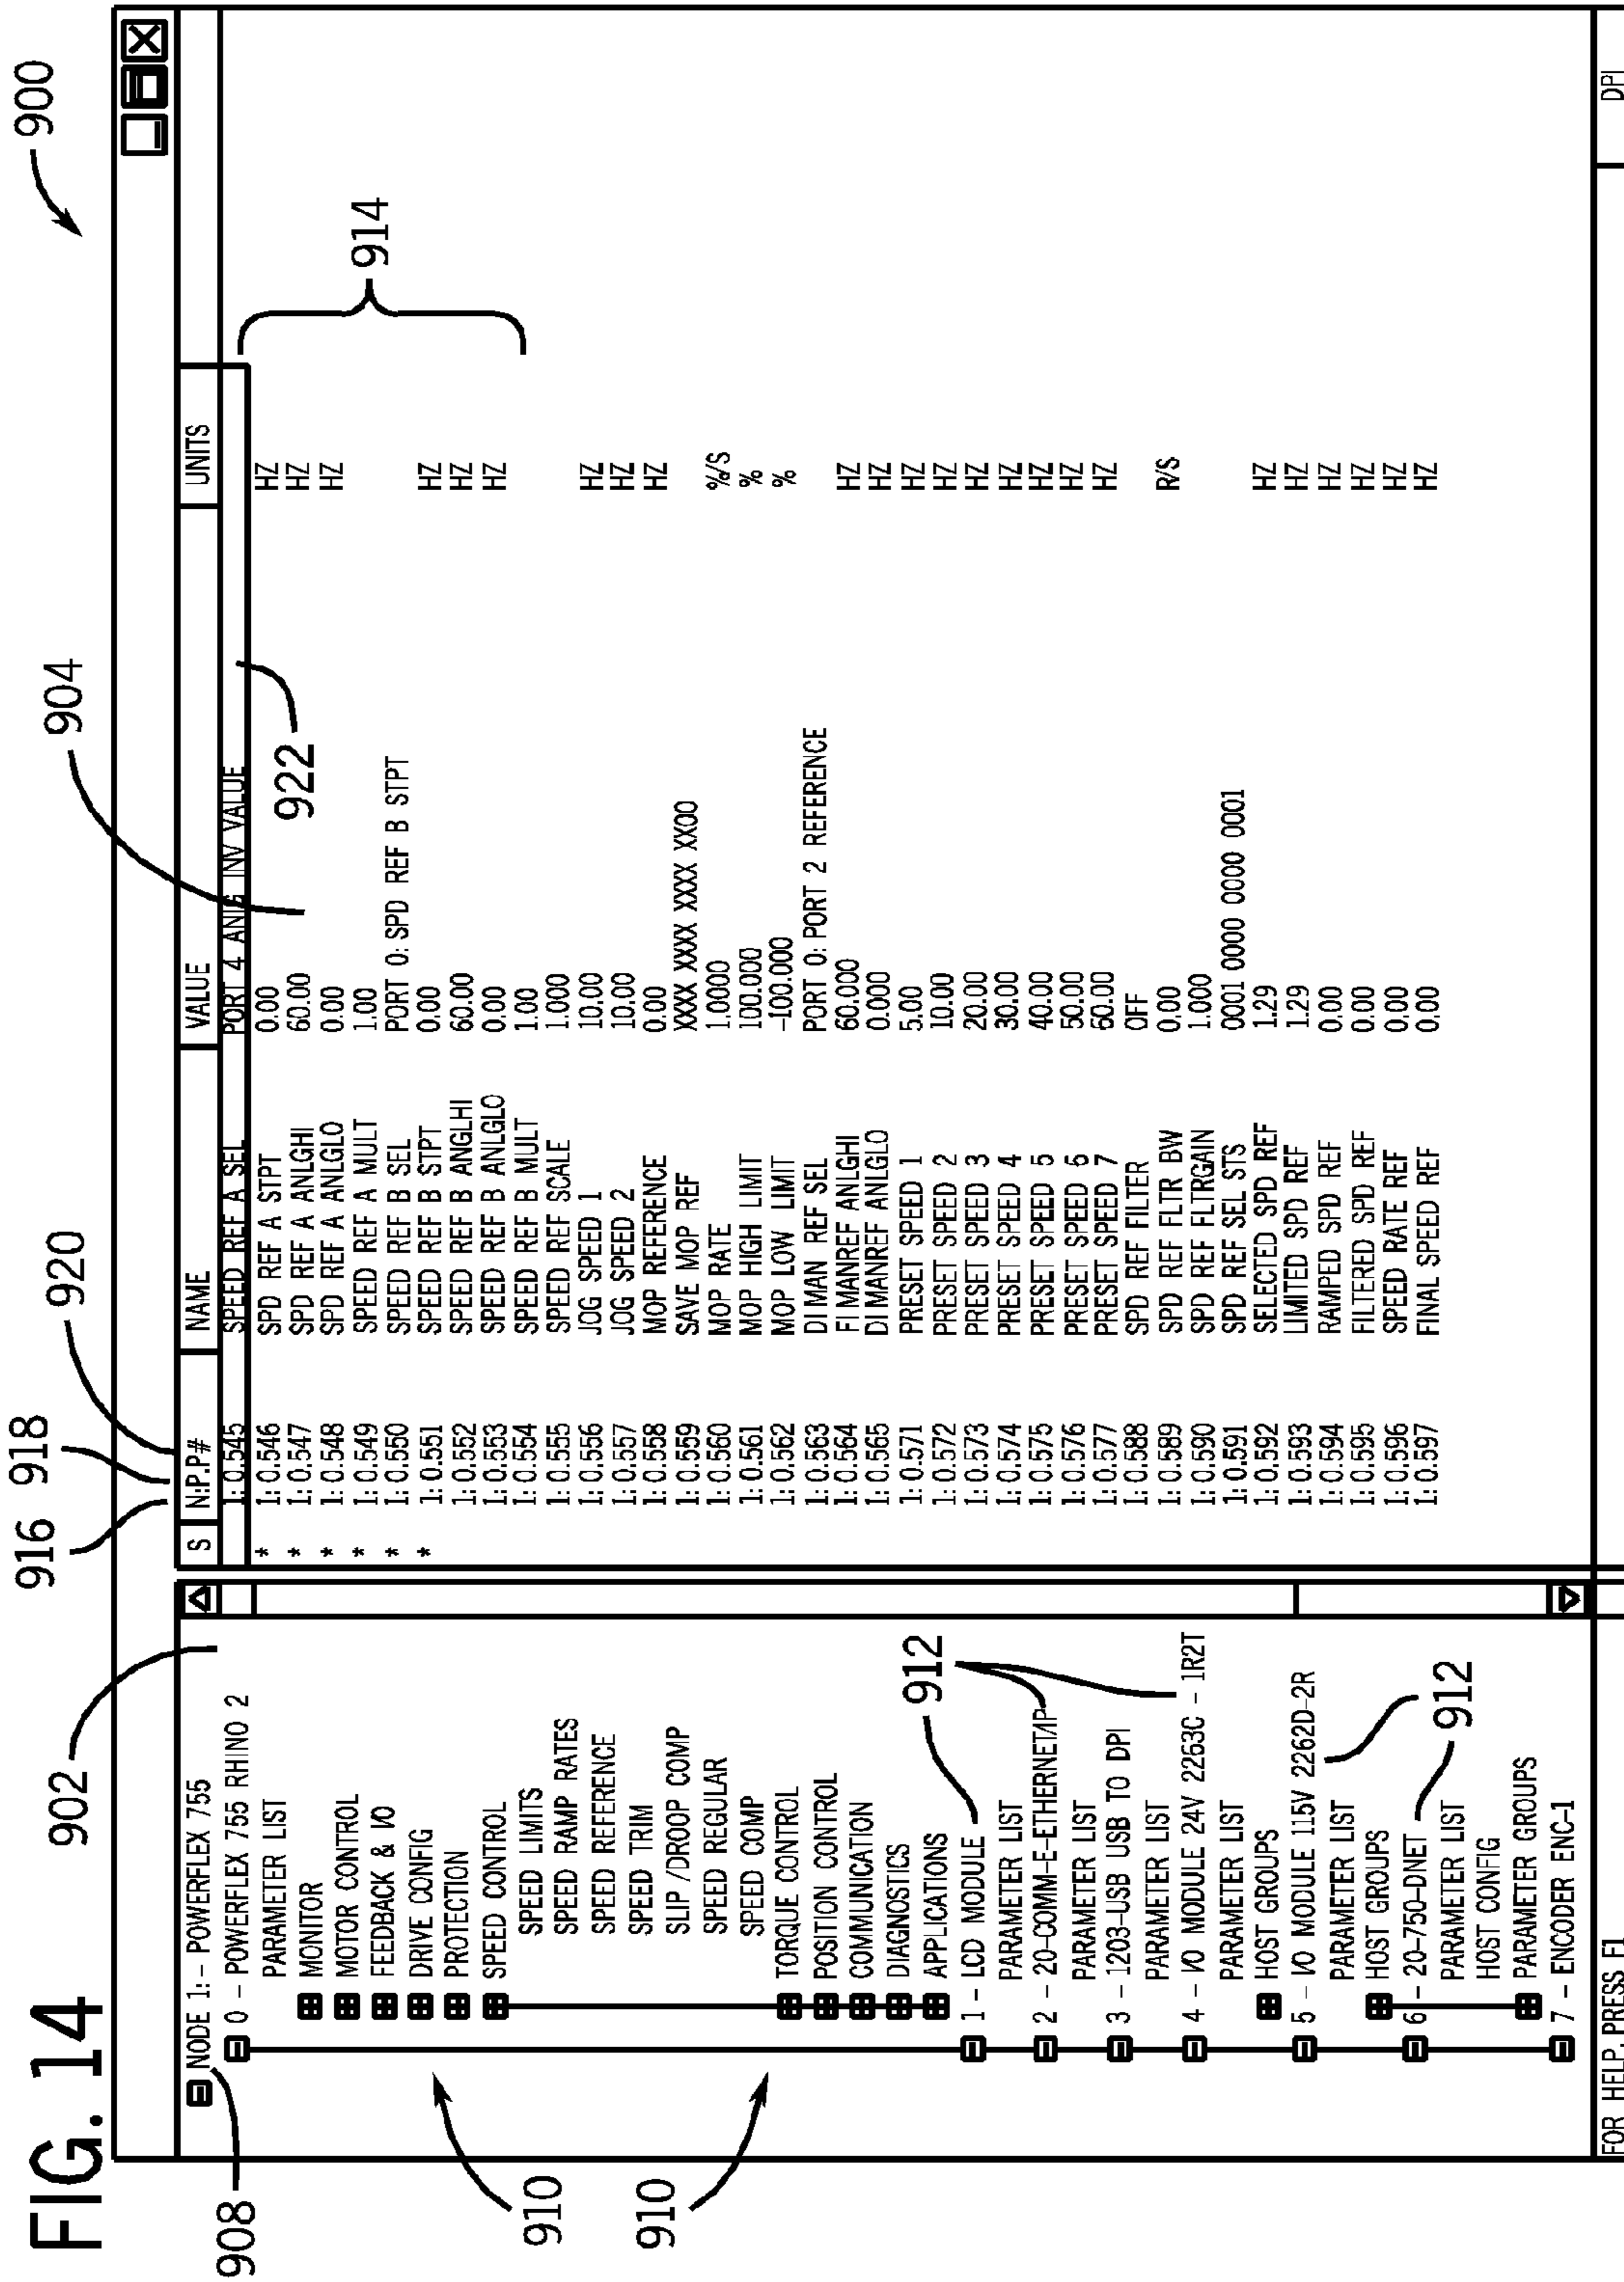 FIG. 14
900
902
904
916 918 920
908
NODE 1:- POWERFLEX 755
0 - POWERFLEX 755 RHINO 2
PARAMETER LIST
MONITOR
MOTOR CONTROL
FEEDBACK & I/O
DRIVE CONFIG
PROTECTION
SPEED CONTROL
SPEED LIMITS
SPEED RAMP RATES
SPEED REFERENCE
SPEED TRIM
SLIP /DROOP COMP
SPEED REGULAR
SPEED COMP
TORQUE CONTROL
POSITION CONTROL
COMMUNICATION
DIAGNOSTICS
APPLICATIONS
1 - LCD MODULE
PARAMETER LIST
2 - 20-COMM-E-ETHERNET/IP
PARAMETER LIST
3 - 1203-USB USB TO DPI
PARAMETER LIST
4 - I/O MODULE 24V 2263C - 1R2T
PARAMETER LIST
HOST GROUPS
5 - I/O MODULE 115V 2262D-2R
PARAMETER LIST
HOST GROUPS
6 - 20-750-DNET
PARAMETER LIST
HOST CONFIG
PARAMETER GROUPS
7 - ENCODER ENC-1
910
910
912
912
S N:P.P# NAME VALUE UNITS
1: 0.545 SPEED REF A SEL PORT 4 ANIG INV VALUE
* 1: 0.546 SPD REF A STPT 0.00 HZ
* 1: 0.547 SPD REF A ANLGHI 60.00 HZ
* 1: 0.548 SPD REF A ANLGLO 0.00 HZ
* 1: 0.549 SPEED REF A MULT 1.00
* 1: 0.550 SPEED REF B SEL PORT 0: SPD REF B STPT
* 1: 0.551 SPEED REF B STPT 0.00 HZ
1: 0.552 SPEED REF B ANGLHI 60.00 HZ
1: 0.553 SPEED REF B ANLGLO 0.00 HZ
1: 0.554 SPEED REF B MULT 1.00
1: 0.555 SPEED REF SCALE 1.000
1: 0.556 JOG SPEED 1 10.00 HZ
1: 0.557 JOG SPEED 2 10.00 HZ
1: 0.558 MOP REFERENCE 0.00 HZ
1: 0.559 SAVE MOP REF XXXX XXXX XXXX XX00
1: 0.560 MOP RATE 1.0000 %/S
1: 0.561 MOP HIGH LIMIT 100.000 %
1: 0.562 MOP LOW LIMIT -100.000 %
1: 0.563 DI MAN REF SEL PORT 0: PORT 2 REFERENCE
1: 0.564 FI MANREF ANLGHI 60.000 HZ
1: 0.565 DI MANREF ANLGLO 0.000 HZ
1: 0.571 PRESET SPEED 1 5.00 HZ
1: 0.572 PRESET SPEED 2 10.00 HZ
1: 0.573 PRESET SPEED 3 20.00 HZ
1: 0.574 PRESET SPEED 4 30.00 HZ
1: 0.575 PRESET SPEED 5 40.00 HZ
1: 0.576 PRESET SPEED 6 50.00 HZ
1: 0.577 PRESET SPEED 7 60.00 HZ
1: 0.588 SPD REF FILTER OFF
1: 0.589 SPD REF FLTR BW 0.00 R/S
1: 0.590 SPD REF FLTRGAIN 1.000
1: 0.591 SPD REF SEL STS 0001 0000 0000 0001
1: 0.592 SELECTED SPD REF 1.29 HZ
1: 0.593 LIMITED SPD REF 1.29 HZ
1: 0.594 RAMPED SPD REF 0.00 HZ
1: 0.595 FILTERED SPD REF 0.00 HZ
1: 0.596 SPEED RATE REF 0.00 HZ
1: 0.597 FINAL SPEED REF 0.00 HZ
922
914
FOR HELP, PRESS F1
DPI